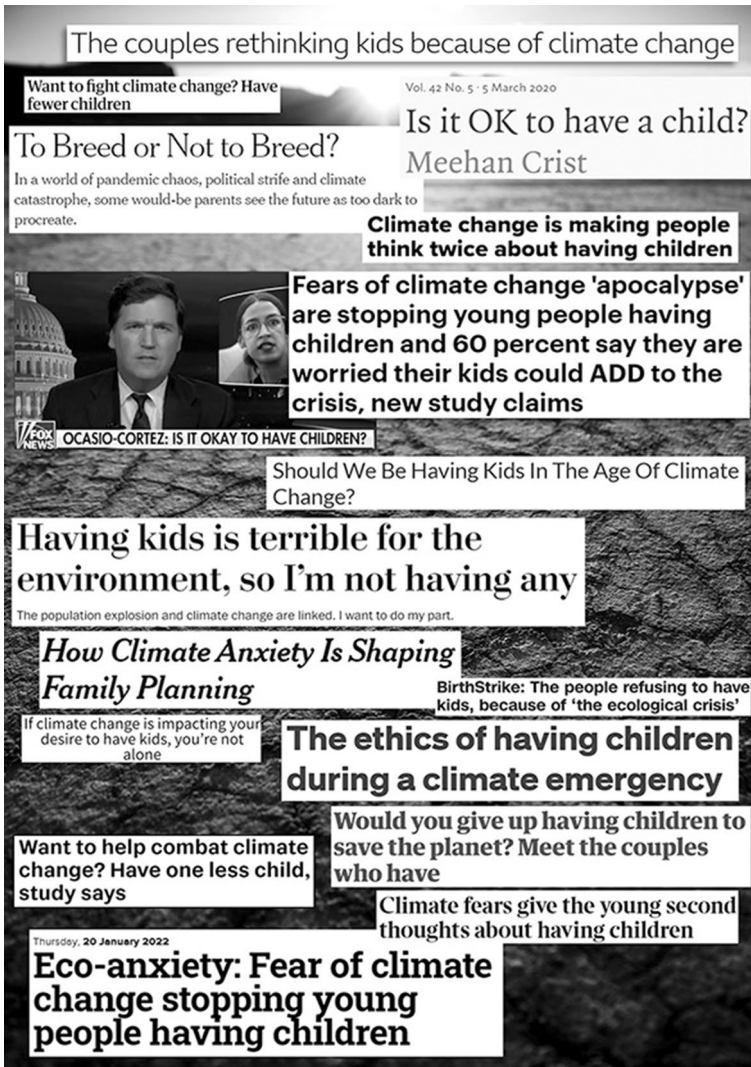 The couples rethinking kids because of climate change
Want to fight climate change? Have
fewer children
Vol. 42 No. 5 · 5 March 2020
Is it OK to have a child?
Meehan Crist
To Breed or Not to Breed?
In a world of pandemic chaos, political strife and climate
catastrophe, some would-be parents see the future as too dark to
procreate.
Climate change is making people
think twice about having children
Fears of climate change 'apocalypse'
are stopping young people having
children and 60 percent say they are
worried their kids could ADD to the
crisis, new study claims
FOX
NEWS
OCASIO-CORTEZ: IS IT OKAY TO HAVE CHILDREN?
Should We Be Having Kids In The Age Of Climate
Change?
Having kids is terrible for the
environment, so I'm not having any
The population explosion and climate change are linked. I want to do my part.
How Climate Anxiety Is Shaping
Family Planning
BirthStrike: The people refusing to have
kids, because of 'the ecological crisis'
If climate change is impacting your
desire to have kids, you're not
alone
The ethics of having children
during a climate emergency
Would you give up having children to
save the planet? Meet the couples
who have
Want to help combat climate
change? Have one less child,
study says
Climate fears give the young second
thoughts about having children
Thursday, 20 January 2022
Eco-anxiety: Fear of climate
change stopping young
people having children